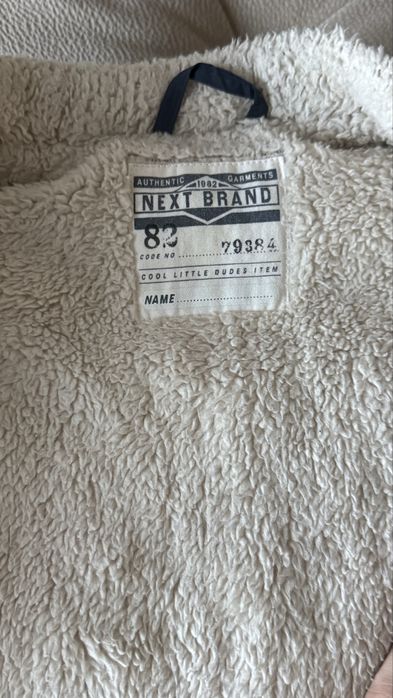 AUTHENTIC 1982 GARMENTS
NEXT BRAND
82
CODE NO ............ 79384
COOL LITTLE DUDES ITEM
NAME ............